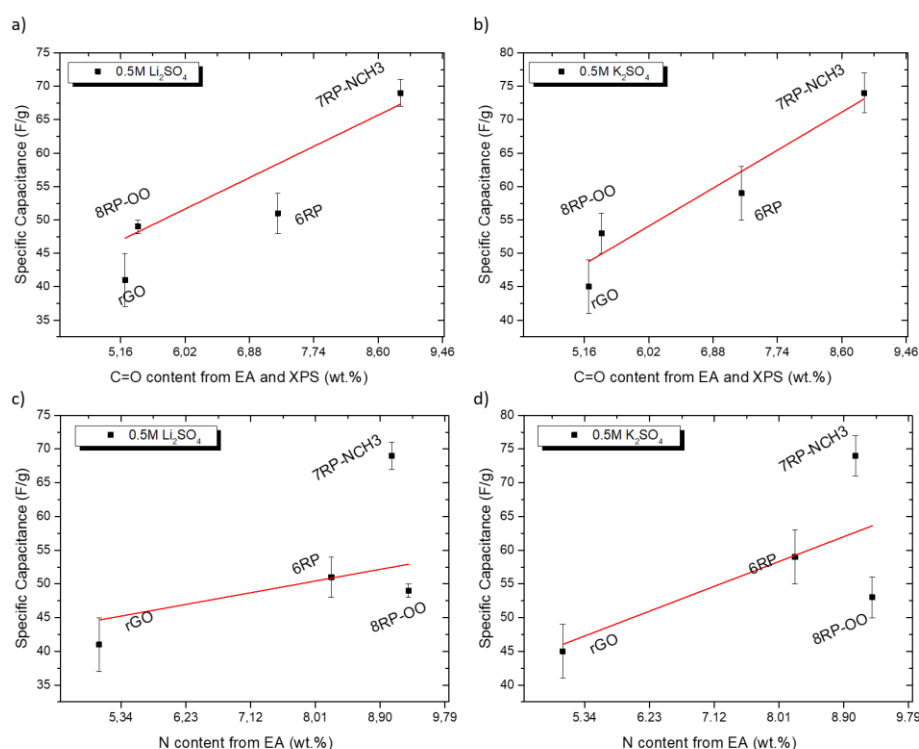 a)
75
70
65
60
55
50
45
40
35
Specific Capacitance (F/g)
0.5M Li₂SO₄
7RP-NCH3
8RP-OO
6RP
rGO
5,16 6,02 6,88 7,74 8,60 9,46
C=O content from EA and XPS (wt.%)
b)
80
75
70
65
60
55
50
45
40
35
Specific Capacitance (F/g)
0.5M K₂SO₄
7RP-NCH3
8RP-OO
6RP
rGO
5,16 6,02 6,88 7,74 8,60 9,46
C=O content from EA and XPS (wt.%)
c)
75
70
65
60
55
50
45
40
35
Specific Capacitance (F/g)
0.5M Li₂SO₄
7RP-NCH3
6RP
rGO
8RP-OO
5,34 6,23 7,12 8,01 8,90 9,79
N content from EA (wt.%)
d)
80
75
70
65
60
55
50
45
40
35
Specific Capacitance (F/g)
0.5M K₂SO₄
7RP-NCH3
6RP
rGO
8RP-OO
5,34 6,23 7,12 8,01 8,90 9,79
N content from EA (wt.%)